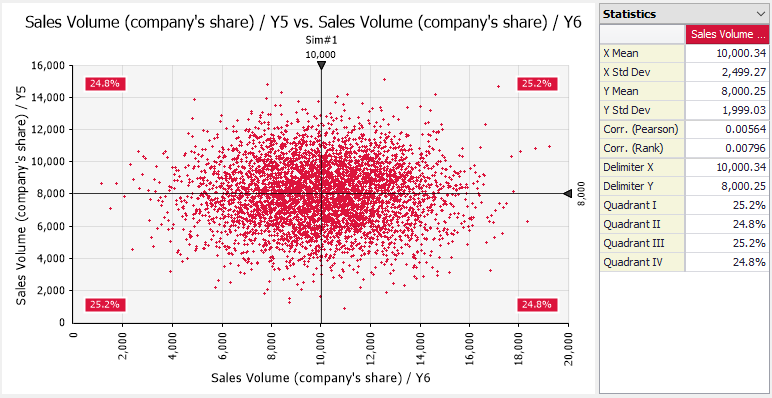 Sales Volume (company's share) / Y5 vs. Sales Volume (company's share) / Y6
Sim#1
10,000
16,000
14,000
12,000
10,000
8,000
6,000
4,000
2,000
0
Sales Volume (company's share) / Y5
24.8%
25.2%
25.2%
24.8%
8,000
0
2,000
4,000
6,000
8,000
10,000
12,000
14,000
16,000
18,000
20,000
Sales Volume (company's share) / Y6
Statistics
Sales Volume ...
X Mean 10,000.34
X Std Dev 2,499.27
Y Mean 8,000.25
Y Std Dev 1,999.03
Corr. (Pearson) 0.00564
Corr. (Rank) 0.00796
Delimiter X 10,000.34
Delimiter Y 8,000.25
Quadrant I 25.2%
Quadrant II 24.8%
Quadrant III 25.2%
Quadrant IV 24.8%